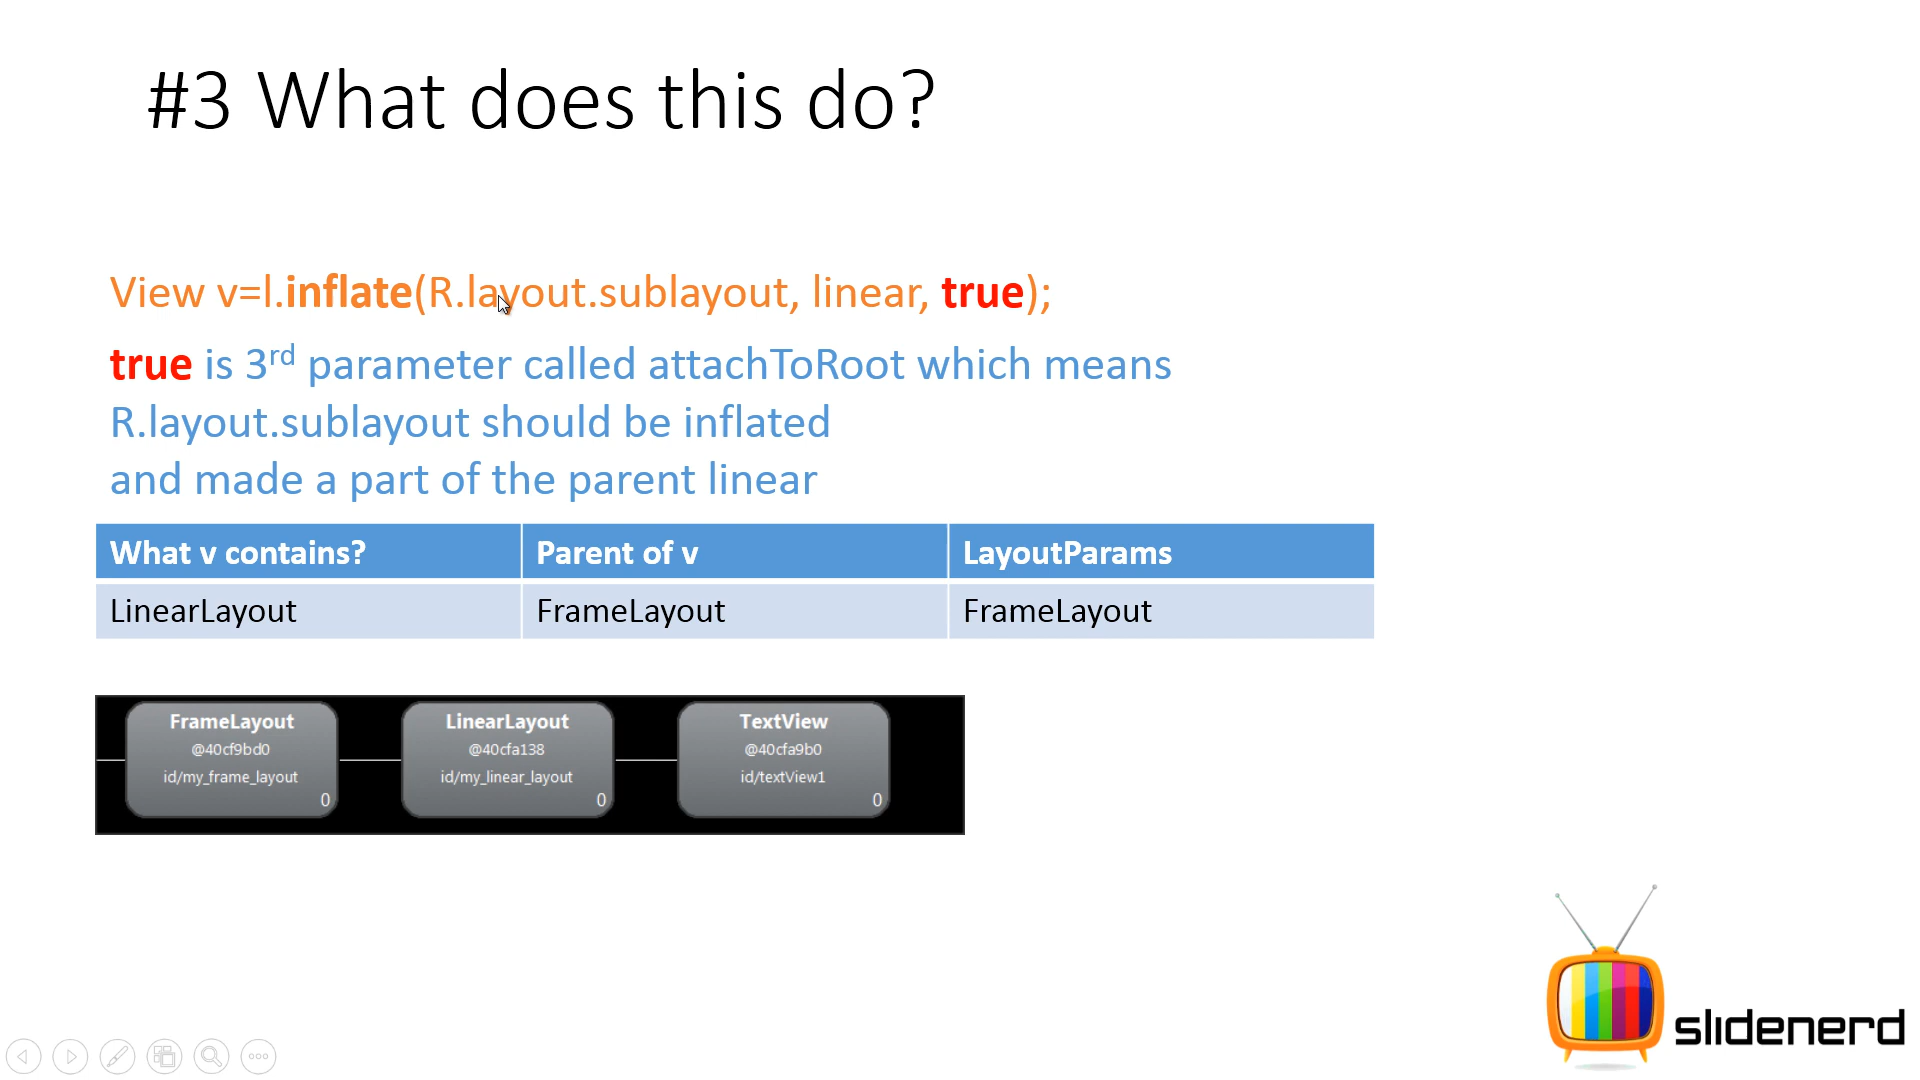 #3 What does this do?
View v=l.inflate(R.layout.sublayout, linear, true);
true is 3rd parameter called attachToRoot which means
R.layout.sublayout should be inflated
and made a part of the parent linear
What v contains? Parent of v LayoutParams
LinearLayout FrameLayout FrameLayout
FrameLayout LinearLayout TextView
@40cf9bd0 @40cfa138 @40cfa9b0
id/my_frame_layout id/my_linear_layout id/textView1
0 0 0
slidenerd